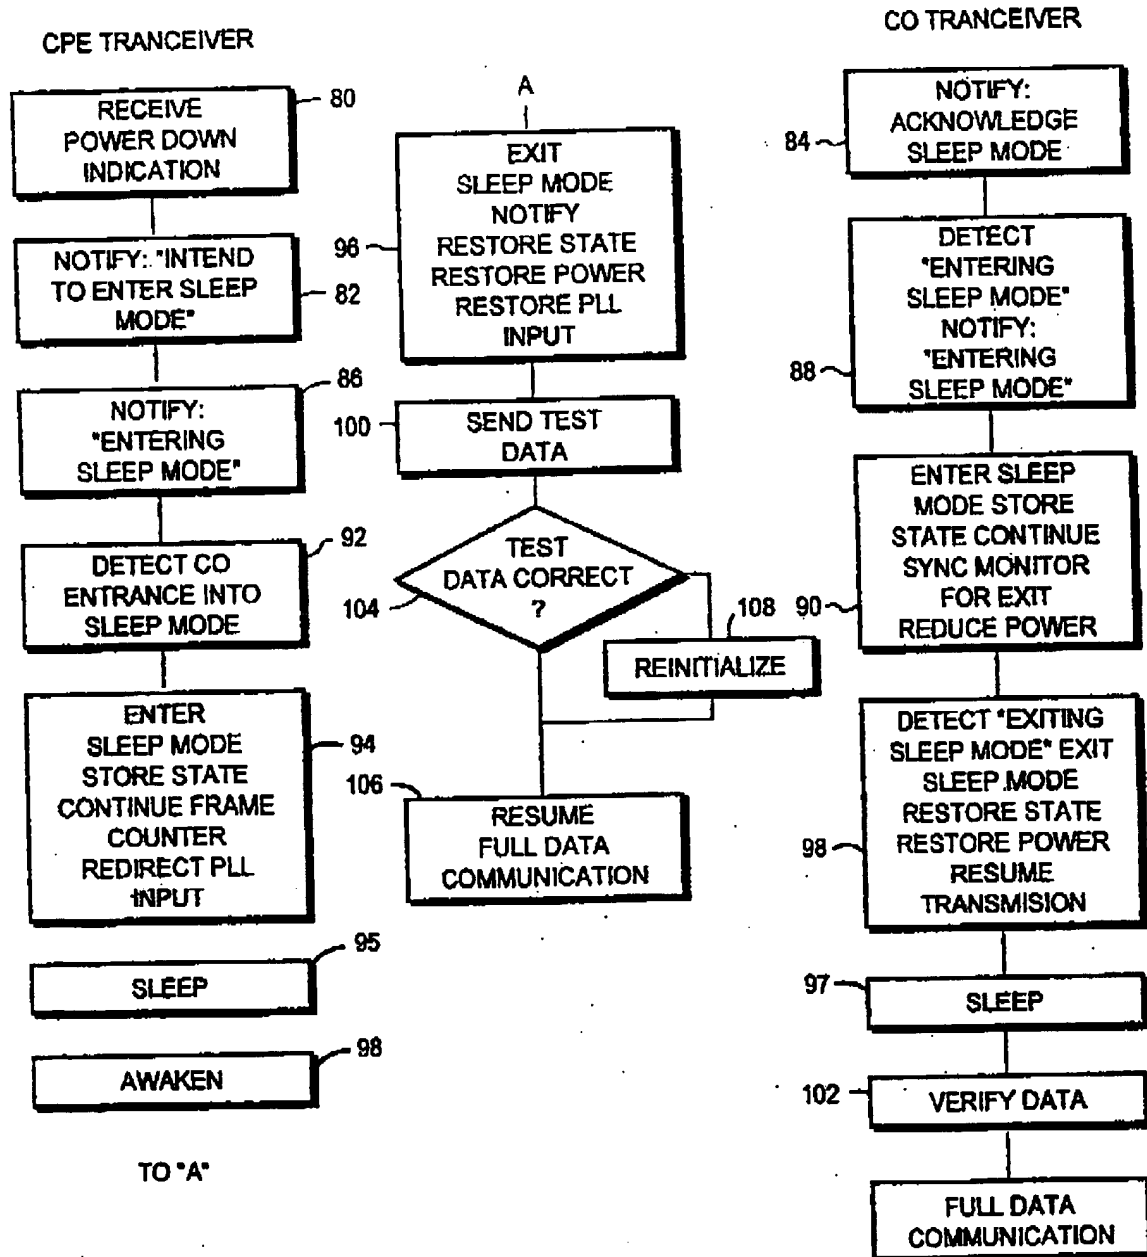 CPE TRANCEIVER
RECEIVE
POWER DOWN
INDICATION
80
NOTIFY: "INTEND
TO ENTER SLEEP
MODE"
82
86
NOTIFY:
"ENTERING
SLEEP MODE"
92
DETECT CO
ENTRANCE INTO
SLEEP MODE
ENTER
SLEEP MODE
STORE STATE
CONTINUE FRAME
COUNTER
REDIRECT PLL
INPUT
94
95
SLEEP
98
AWAKEN
TO "A"
A
EXIT
SLEEP MODE
NOTIFY
RESTORE STATE
RESTORE POWER
RESTORE PLL
INPUT
96
100
SEND TEST
DATA
TEST
DATA CORRECT
?
104
108
REINITIALIZE
106
RESUME
FULL DATA
COMMUNICATION
CO TRANCEIVER
NOTIFY:
ACKNOWLEDGE
SLEEP MODE
84
DETECT
"ENTERING
SLEEP MODE"
NOTIFY:
"ENTERING
SLEEP MODE"
88
ENTER SLEEP
MODE STORE
STATE CONTINUE
SYNC MONITOR
FOR EXIT
REDUCE POWER
90
DETECT "EXITING
SLEEP MODE" EXIT
SLEEP MODE
RESTORE STATE
RESTORE POWER
RESUME
TRANSMISION
98
97
SLEEP
102
VERIFY DATA
FULL DATA
COMMUNICATION